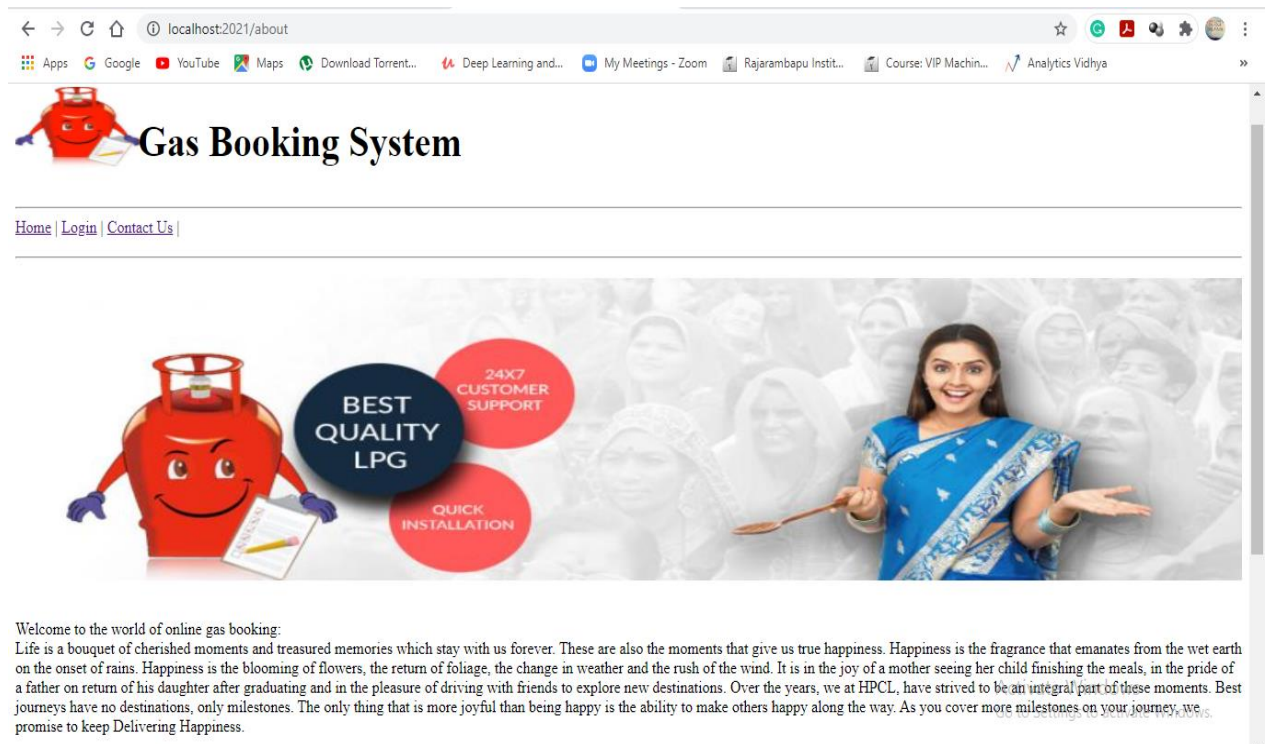 localhost:2021/about
Apps Google YouTube Maps Download Torrent... Deep Learning and... My Meetings - Zoom Rajarambapu Instit... Course: VIP Machin... Analytics Vidhya »
Gas Booking System
Home | Login | Contact Us |
24X7
CUSTOMER
SUPPORT
BEST
QUALITY
LPG
QUICK
INSTALLATION
Welcome to the world of online gas booking:
Life is a bouquet of cherished moments and treasured memories which stay with us forever. These are also the moments that give us true happiness. Happiness is the fragrance that emanates from the wet earth
on the onset of rains. Happiness is the blooming of flowers, the return of foliage, the change in weather and the rush of the wind. It is in the joy of a mother seeing her child finishing the meals, in the pride of
a father on return of his daughter after graduating and in the pleasure of driving with friends to explore new destinations. Over the years, we at HPCL, have strived to be an integral part of these moments. Best
journeys have no destinations, only milestones. The only thing that is more joyful than being happy is the ability to make others happy along the way. As you cover more milestones on your journey, we
promise to keep Delivering Happiness.
Activate Windows
Go to Settings to activate Windows.